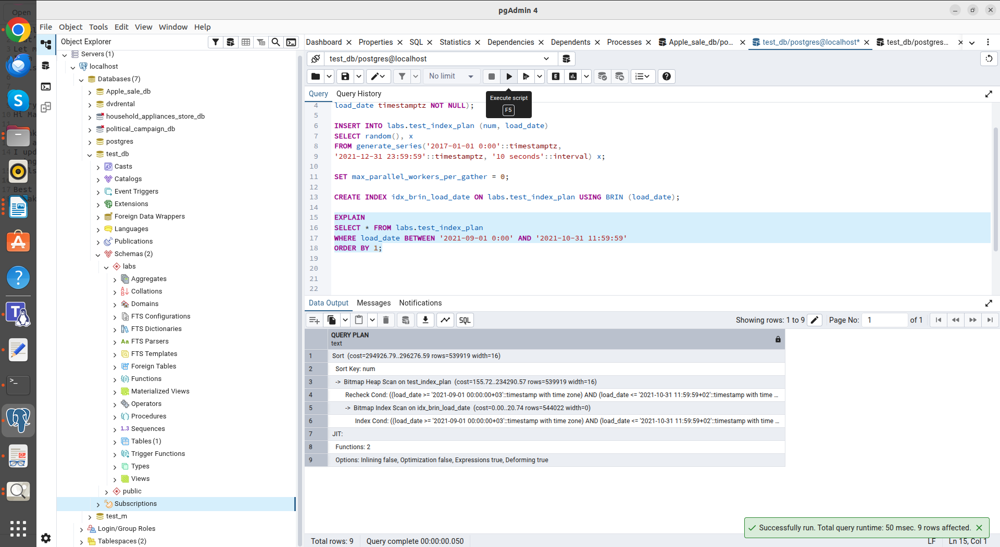 Open
pgAdmin 4
File Object Tools Edit View Window Help
Object Explorer
Servers (1)
localhost
Databases (7)
Apple_sale_db
dvdrental
household_appliances_store_db
political_campaign_db
postgres
test_db
Casts
Catalogs
Event Triggers
Extensions
Foreign Data Wrappers
Languages
Publications
Schemas (2)
labs
Aggregates
Collations
Domains
FTS Configurations
FTS Dictionaries
FTS Parsers
FTS Templates
Foreign Tables
Functions
Materialized Views
Operators
Procedures
Sequences
Tables (1)
Trigger Functions
Types
Views
public
Subscriptions
test_m
Login/Group Roles
Tablespaces (2)
Dashboard Properties SQL Statistics Dependencies Dependents Processes Apple_sale_db/po... test_db/postgres@localhost* test_db/postgres...
test_db/postgres@localhost
No limit
Query Query History
Execute script
F5
4 load_date timestamptz NOT NULL);
5
6 INSERT INTO labs.test_index_plan (num, load_date)
7 SELECT random(), x
8 FROM generate_series('2017-01-01 0:00'::timestamptz,
9 '2021-12-31 23:59:59'::timestamptz, '10 seconds'::interval) x;
10
11 SET max_parallel_workers_per_gather = 0;
12
13 CREATE INDEX idx_brin_load_date ON labs.test_index_plan USING BRIN (load_date);
14
15 EXPLAIN
16 SELECT * FROM labs.test_index_plan
17 WHERE load_date BETWEEN '2021-09-01 0:00' AND '2021-10-31 11:59:59'
18 ORDER BY 1;
19
20
21
22
Data Output Messages Notifications
SQL Showing rows: 1 to 9 Page No: 1 of 1
QUERY PLAN
text
1 Sort (cost=294926.79..296276.59 rows=539919 width=16)
2 Sort Key: num
3 -> Bitmap Heap Scan on test_index_plan (cost=155.72..234290.57 rows=539919 width=16)
4 Recheck Cond: ((load_date >= '2021-09-01 00:00:00+03'::timestamp with time zone) AND (load_date <= '2021-10-31 11:59:59+02'::timestamp with time ...
5 -> Bitmap Index Scan on idx_brin_load_date (cost=0.00..20.74 rows=544022 width=0)
6 Index Cond: ((load_date >= '2021-09-01 00:00:00+03'::timestamp with time zone) AND (load_date <= '2021-10-31 11:59:59+02'::timestamp with time ...
7 JIT:
8 Functions: 2
9 Options: Inlining false, Optimization false, Expressions true, Deforming true
Successfully run. Total query runtime: 50 msec. 9 rows affected.
Total rows: 9 Query complete 00:00:00.050 LF Ln 15, Col 1